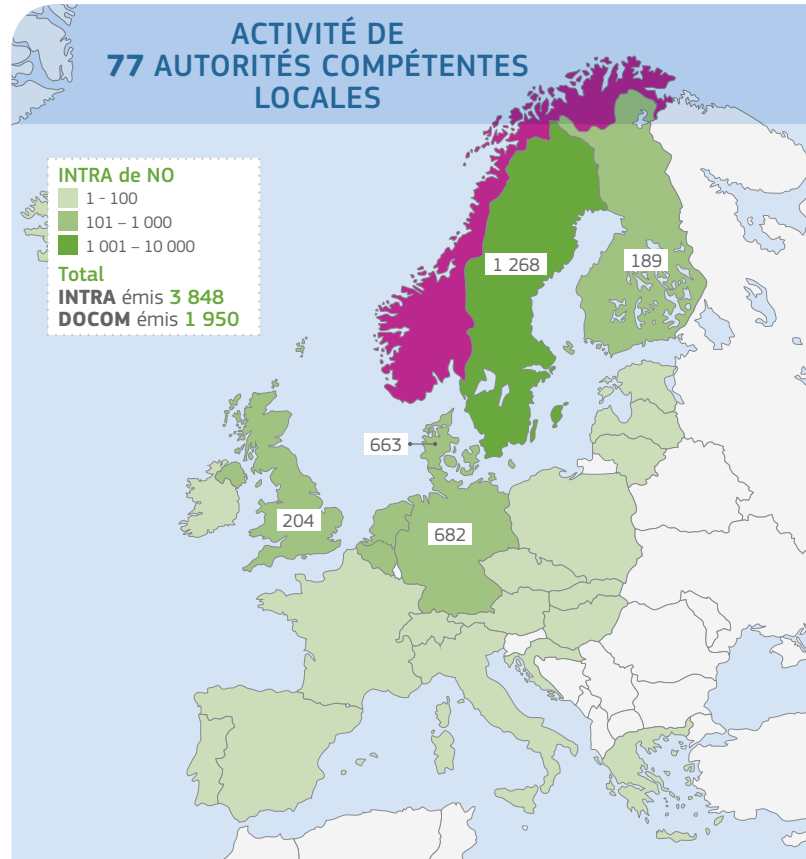 ACTIVITÉ DE
77 AUTORITÉS COMPÉTENTES
LOCALES
INTRA de NO
1 - 100
101 – 1 000
1 001 – 10 000
Total
INTRA émis 3 848
DOCOM émis 1 950
1 268
189
663
204
682